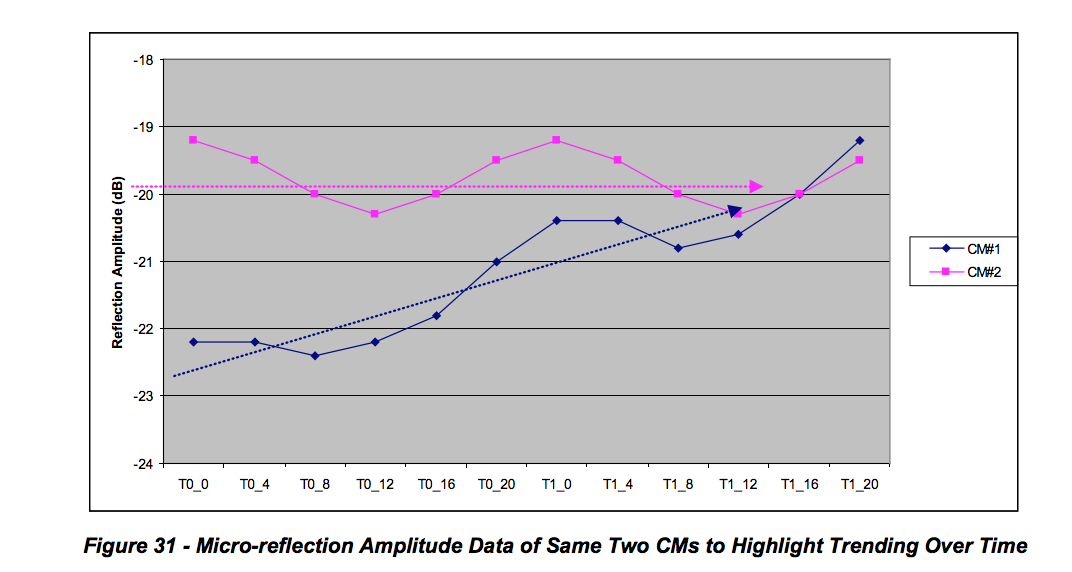 -18
-19
-20
-21
-22
-23
-24
Reflection Amplitude (dB)
T0_0 T0_4 T0_8 T0_12 T0_16 T0_20 T1_0 T1_4 T1_8 T1_12 T1_16 T1_20
CM#1
CM#2
Figure 31 - Micro-reflection Amplitude Data of Same Two CMs to Highlight Trending Over Time